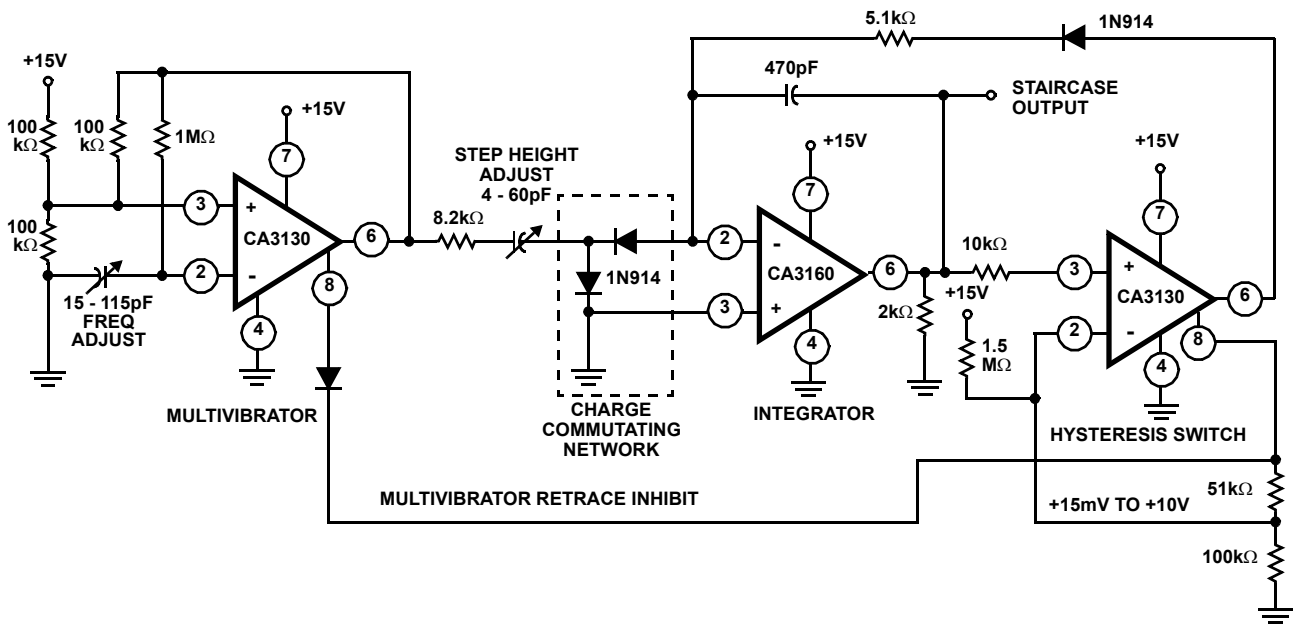 5.1kΩ
1N914
+15V
470pF
STAIRCASE
OUTPUT
100
kΩ
100
kΩ
1MΩ
+15V
7
STEP HEIGHT
ADJUST
4 - 60pF
+15V
7
+15V
7
3
+
CA3130
6
8.2kΩ
2
-
CA3160
6
10kΩ
3
+
CA3130
6
100
kΩ
2
-
8
1N914
3
+
+15V
2kΩ
2
-
8
15 - 115pF
FREQ
ADJUST
4
4
1.5
MΩ
4
MULTIVIBRATOR
CHARGE
COMMUTATING
NETWORK
INTEGRATOR
HYSTERESIS SWITCH
MULTIVIBRATOR RETRACE INHIBIT
+15mV TO +10V
51kΩ
100kΩ